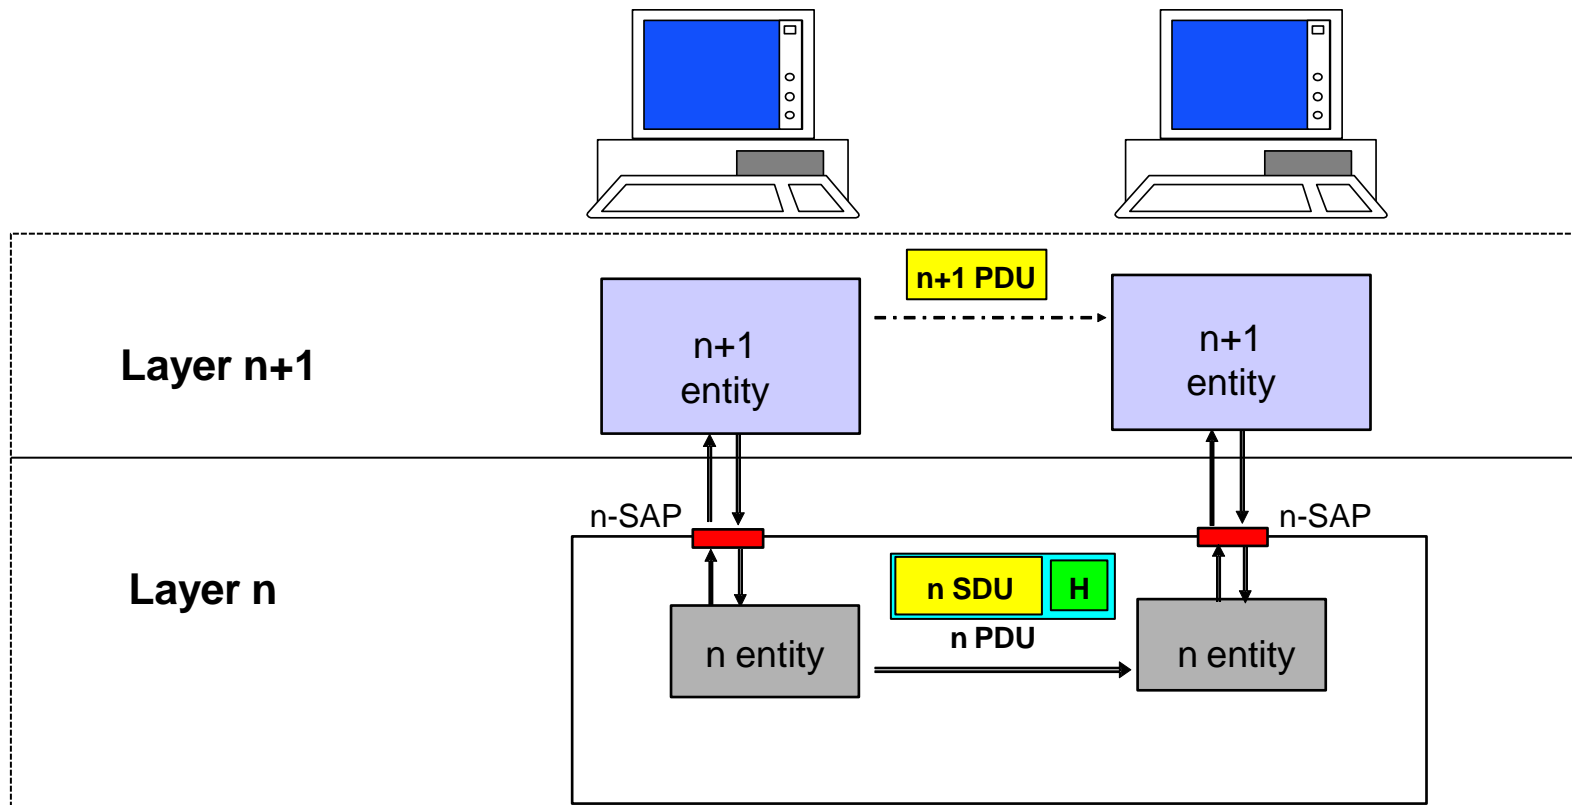 n+1 PDU
Layer n+1
n+1
entity
n+1
entity
n-SAP
n-SAP
Layer n
n SDU
H
n PDU
n entity
n entity